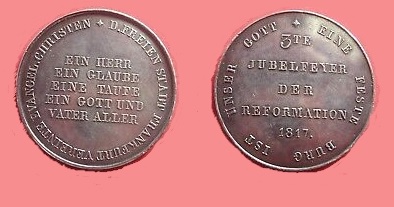 D. FREIEN STADT FRANKFURT VEREINTE EVANGEL. CHRISTEN
EIN HERR
EIN GLAUBE
EINE TAUFE
EIN GOTT UND
VATER ALLER
EINE FESTE BURG IST UNSER GOTT
3TE
JUBELFEYER
DER
REFORMATION
1817.